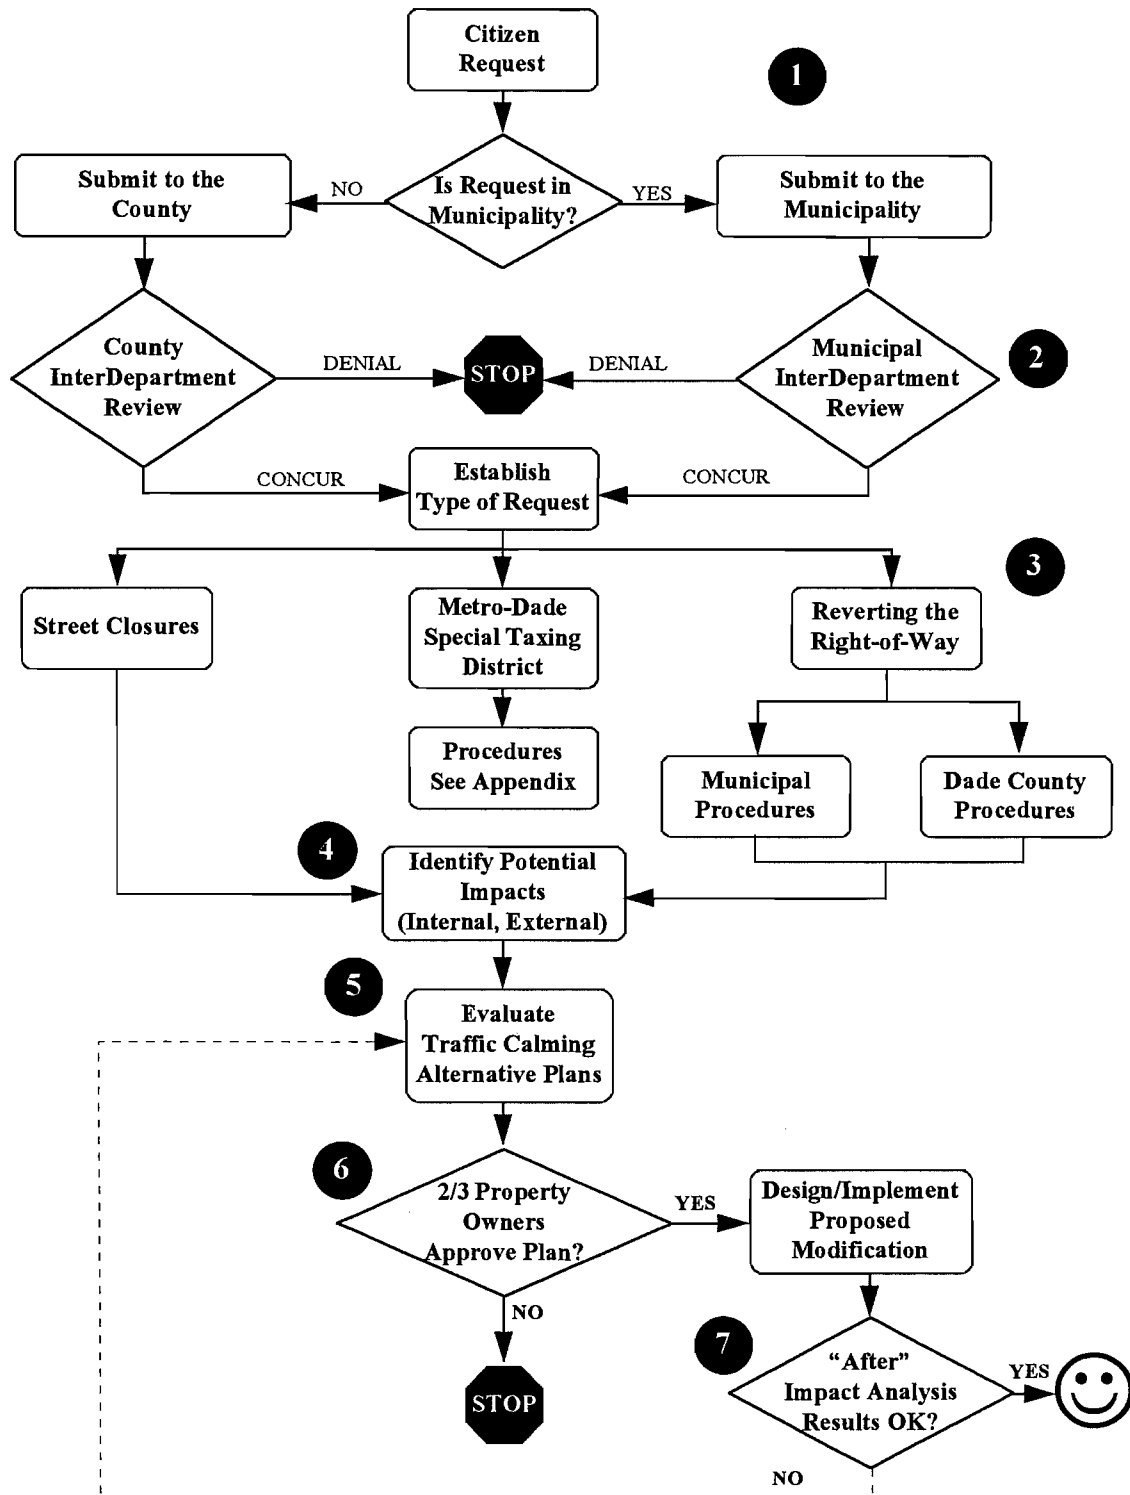 Citizen
Request
1
Submit to the
County
NO
Is Request in
Municipality?
YES
Submit to the
Municipality
County
InterDepartment
Review
DENIAL
STOP
DENIAL
Municipal
InterDepartment
Review
2
CONCUR
Establish
Type of Request
CONCUR
3
Street Closures
Metro-Dade
Special Taxing
District
Reverting the
Right-of-Way
Procedures
See Appendix
Municipal
Procedures
Dade County
Procedures
4
Identify Potential
Impacts
(Internal, External)
5
Evaluate
Traffic Calming
Alternative Plans
6
2/3 Property
Owners
Approve Plan?
YES
Design/Implement
Proposed
Modification
NO
STOP
7
“After”
Impact Analysis
Results OK?
YES
NO